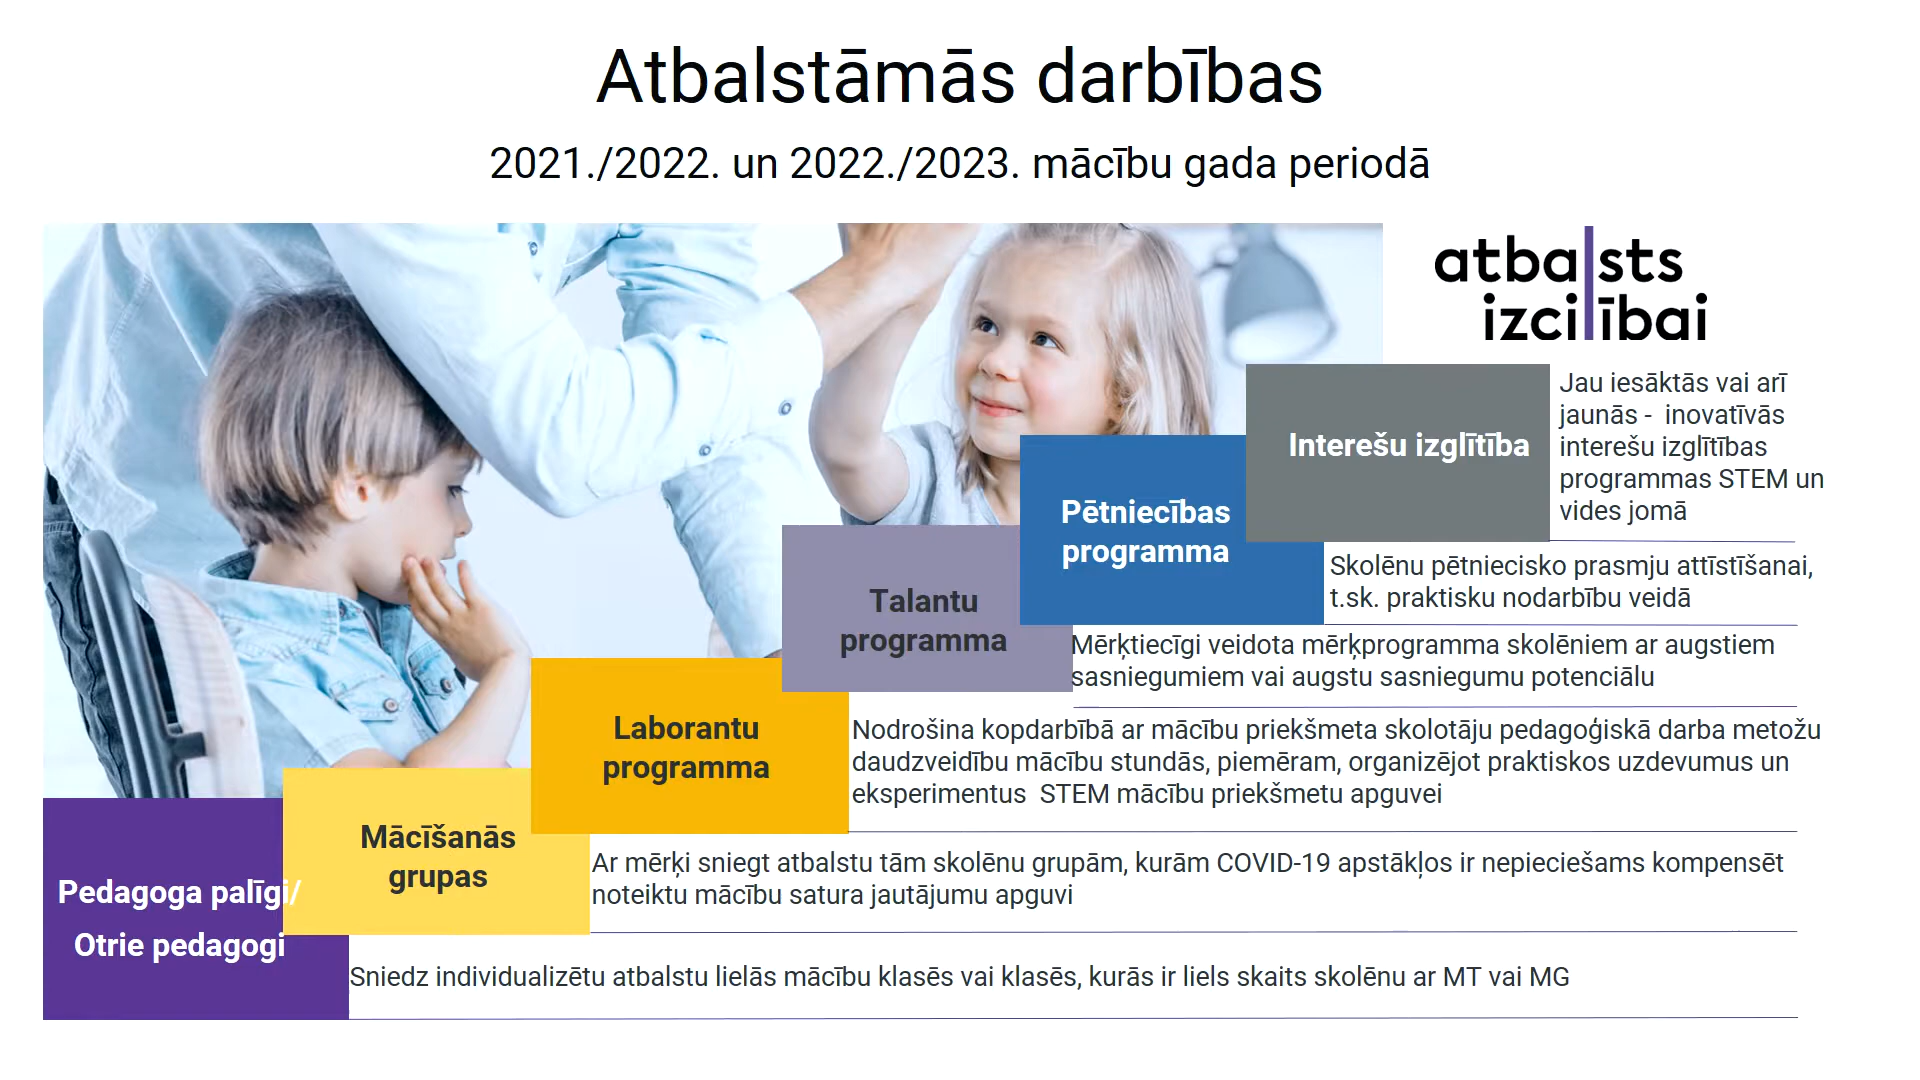 Atbalstāmās darbības
2021./2022. un 2022./2023. mācību gada periodā
atbalsts
izcilībai
Interešu izglītība
Jau iesāktās vai arī
jaunās -  inovatīvās
interešu izglītības
programmas STEM un
vides jomā
Pētniecības
programma
Skolēnu pētniecisko prasmju attīstīšanai,
t.sk. praktisku nodarbību veidā
Talantu
programma
Mērķtiecīgi veidota mērķprogramma skolēniem ar augstiem
sasniegumiem vai augstu sasniegumu potenciālu
Laborantu
programma
Nodrošina kopdarbībā ar mācību priekšmeta skolotāju pedagoģiskā darba metožu
daudzveidību mācību stundās, piemēram, organizējot praktiskos uzdevumus un
eksperimentus  STEM mācību priekšmetu apguvei
Mācīšanās
grupas
Ar mērķi sniegt atbalstu tām skolēnu grupām, kurām COVID-19 apstākļos ir nepieciešams kompensēt
noteiktu mācību satura jautājumu apguvi
Pedagoga palīgi/
Otrie pedagogi
Sniedz individualizētu atbalstu lielās mācību klasēs vai klasēs, kurās ir liels skaits skolēnu ar MT vai MG